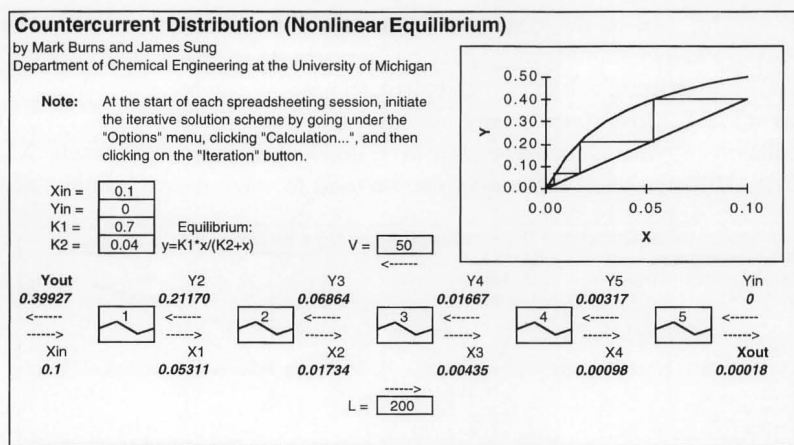 Countercurrent Distribution (Nonlinear Equilibrium)
by Mark Burns and James Sung
Department of Chemical Engineering at the University of Michigan
Note: At the start of each spreadsheeting session, initiate
the iterative solution scheme by going under the
"Options" menu, clicking "Calculation...", and then
clicking on the "Iteration" button.
0.50
0.40
0.30
0.20
0.10
0.00
Y
0.00 0.05 0.10
X
Xin = 0.1
Yin = 0
K1 = 0.7 Equilibrium:
K2 = 0.04 y=K1*x/(K2+x)
V = 50
<------
Yout Y2 Y3 Y4 Y5 Yin
0.39927 0.21170 0.06864 0.01667 0.00317 0
<------ 1 <------ 2 <------ 3 <------ 4 <------ 5 <------
------> ------> ------> ------> ------> ------>
Xin X1 X2 X3 X4 Xout
0.1 0.05311 0.01734 0.00435 0.00098 0.00018
------>
L = 200